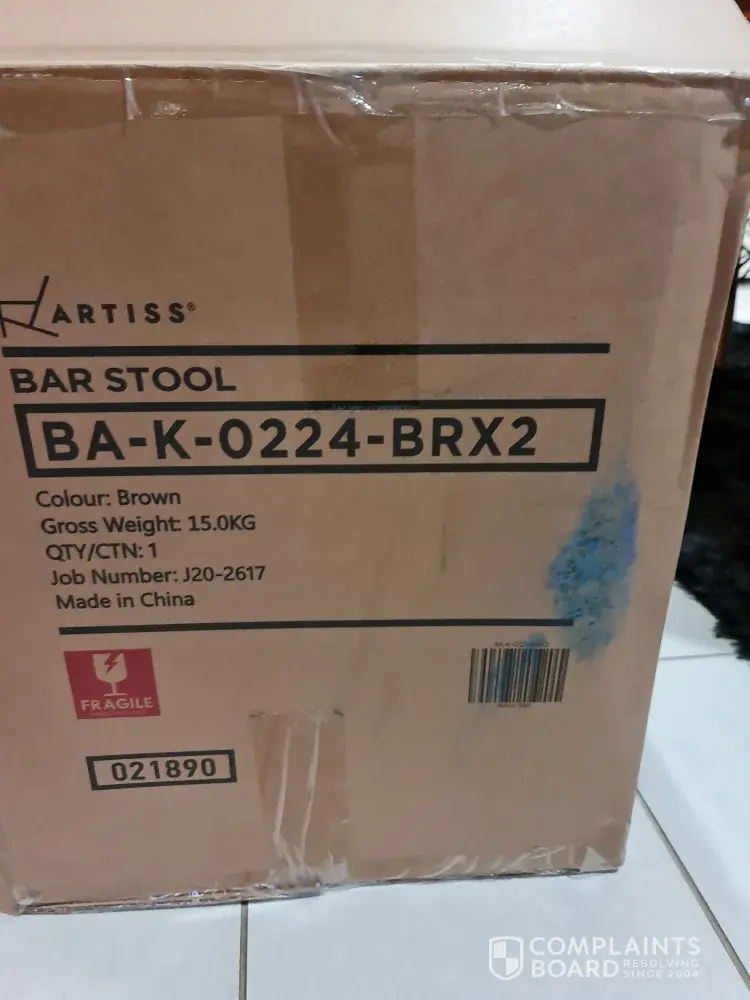 ARTISS®
BAR STOOL
BA-K-0224-BRX2
Colour: Brown
Gross Weight: 15.0KG
QTY/CTN: 1
Job Number: J20-2617
Made in China
FRAGILE
021890
COMPLAINTS
BOARD RESOLVING
SINCE 2004